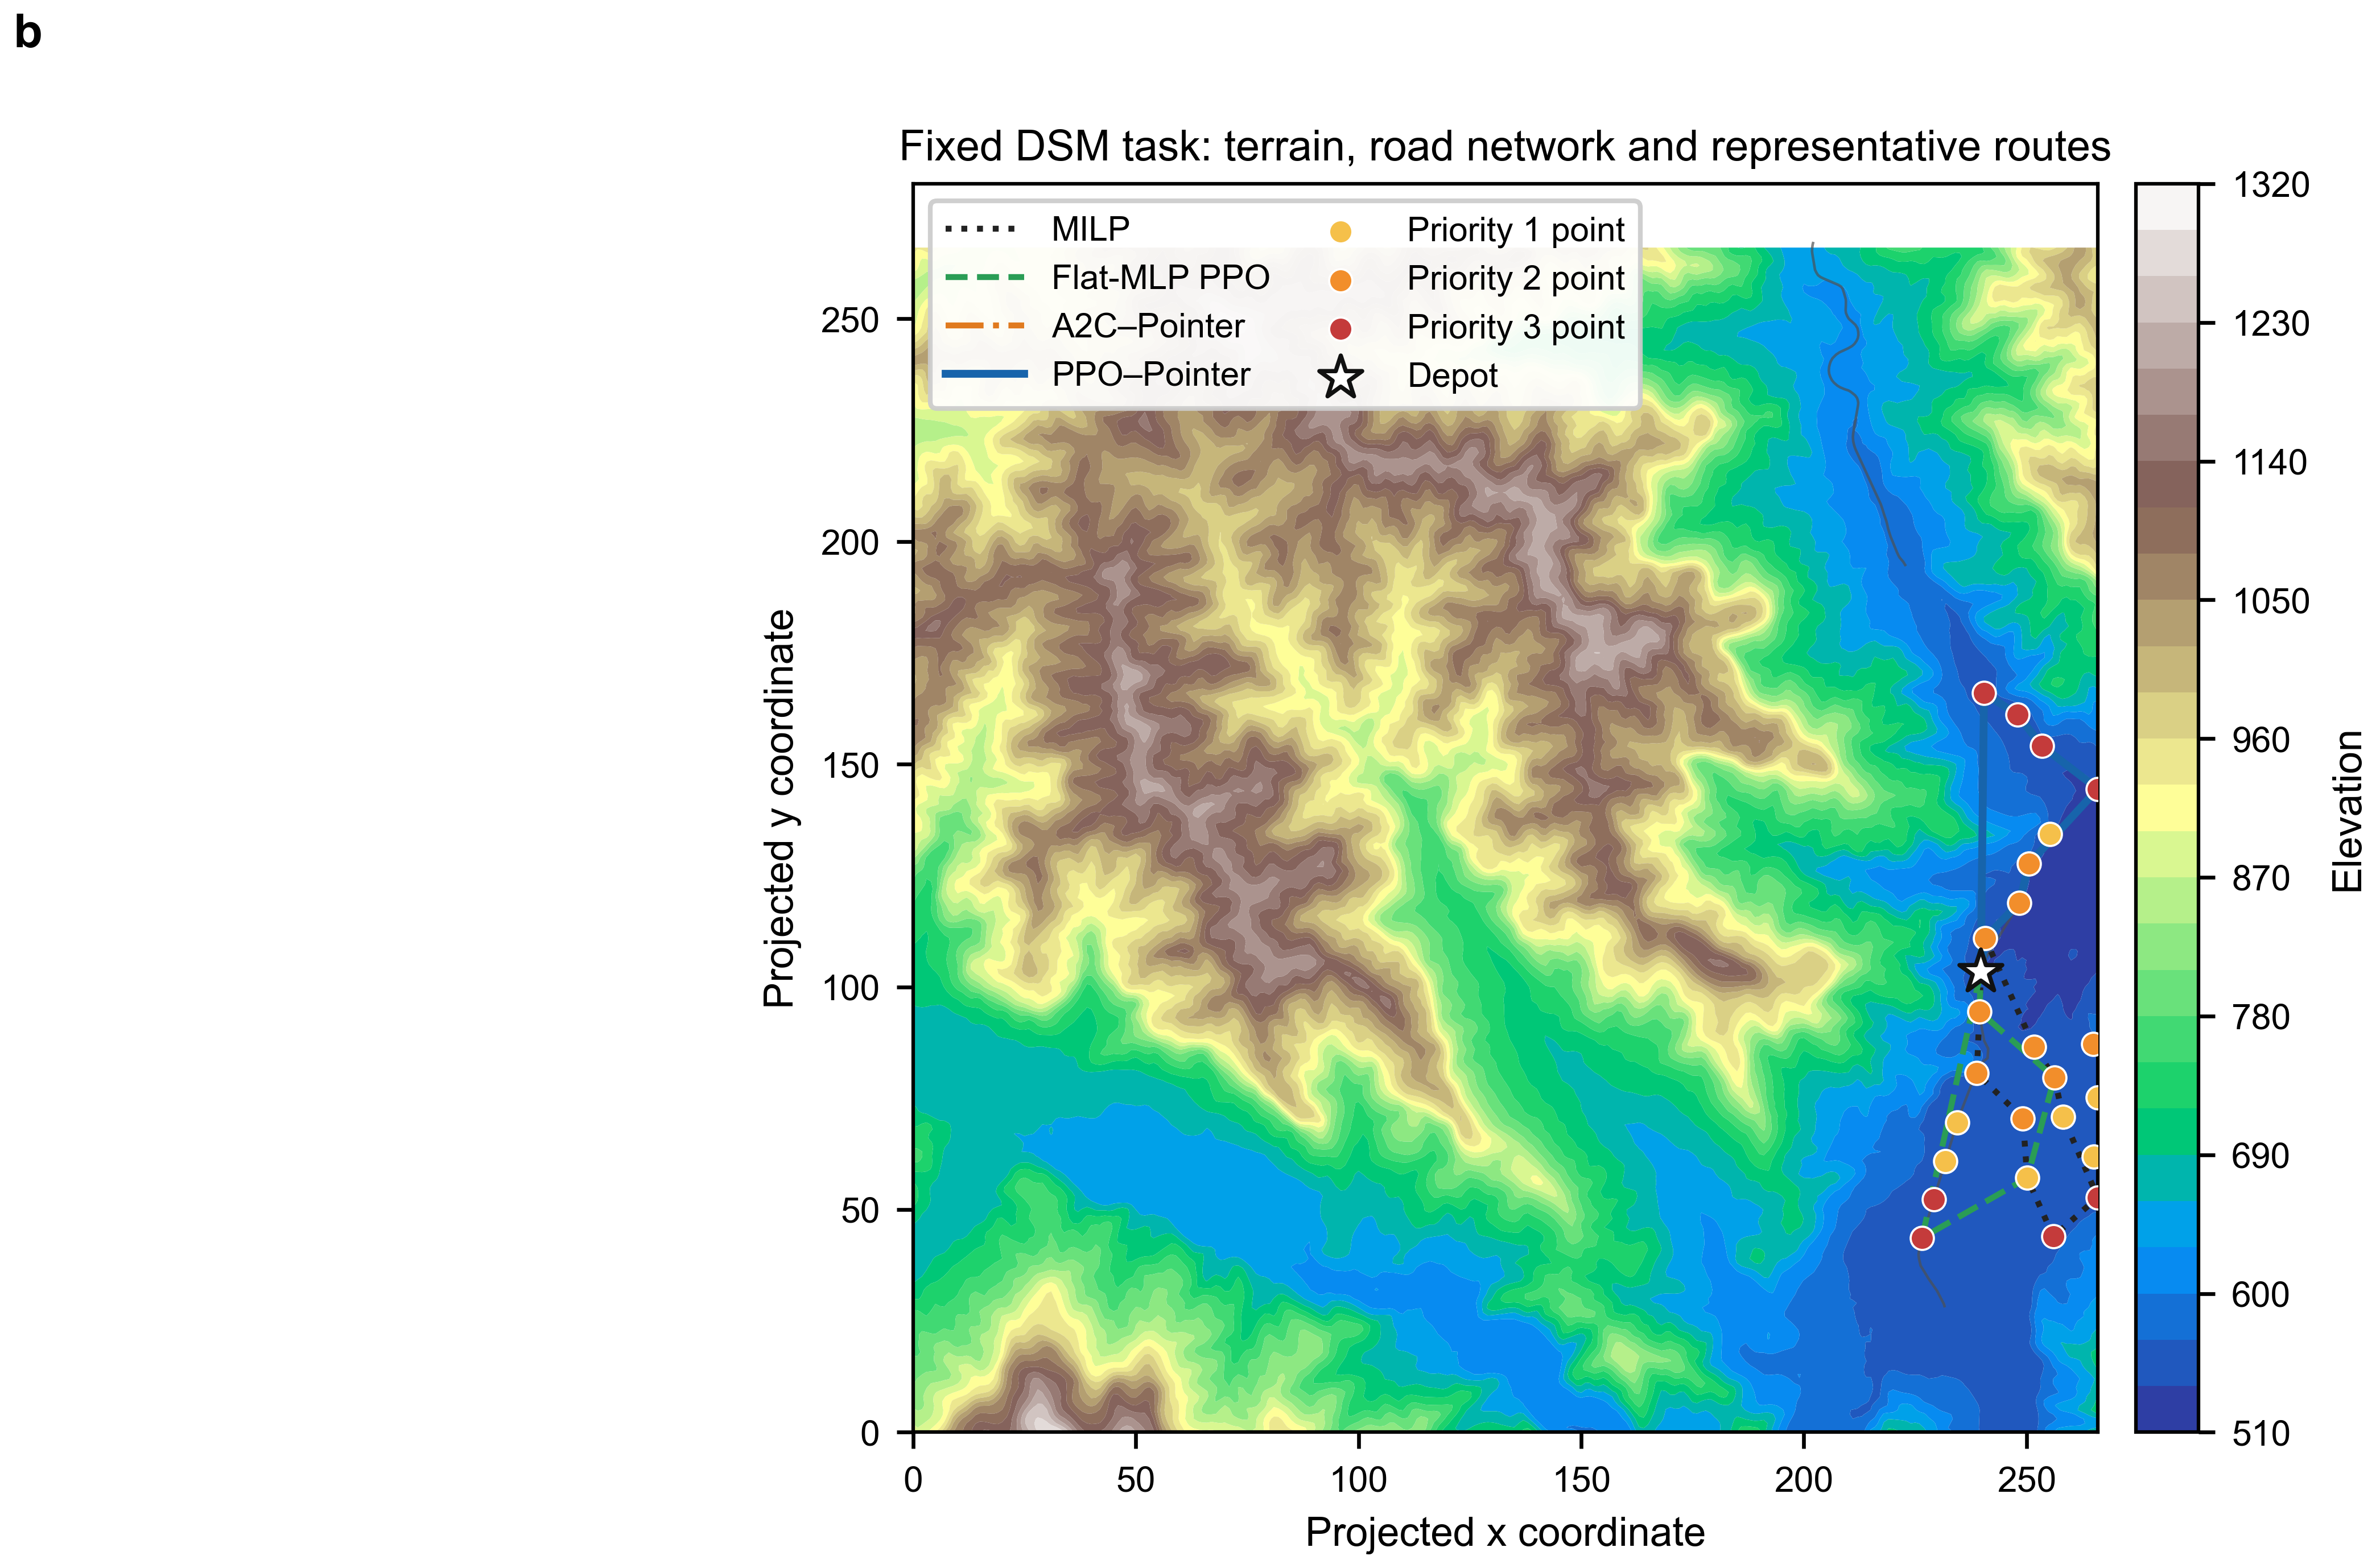 b
Fixed DSM task: terrain, road network and representative routes
MILP
Flat-MLP PPO
A2C–Pointer
PPO–Pointer
Priority 1 point
Priority 2 point
Priority 3 point
Depot
Projected y coordinate
250
200
150
100
50
0
0
50
100
150
200
250
Projected x coordinate
1320
1230
1140
1050
960
870
780
690
600
510
Elevation